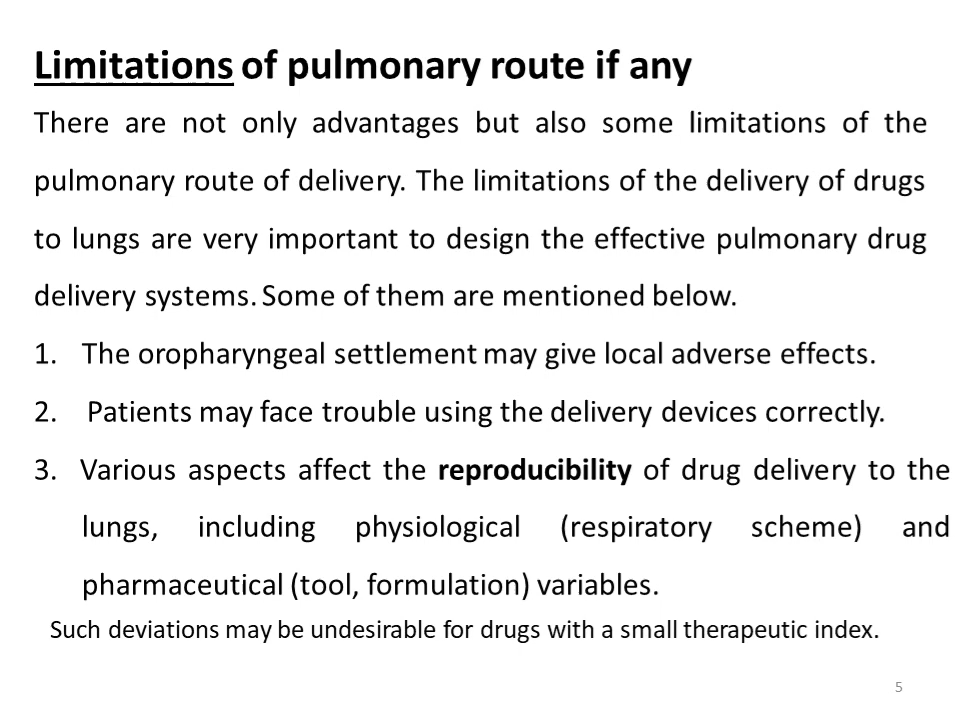 Limitations of pulmonary route if any
There are not only advantages but also some limitations of the
pulmonary route of delivery. The limitations of the delivery of drugs
to lungs are very important to design the effective pulmonary drug
delivery systems. Some of them are mentioned below.
1. The oropharyngeal settlement may give local adverse effects.
2. Patients may face trouble using the delivery devices correctly.
3. Various aspects affect the reproducibility of drug delivery to the
lungs, including physiological (respiratory scheme) and
pharmaceutical (tool, formulation) variables.
Such deviations may be undesirable for drugs with a small therapeutic index.
5